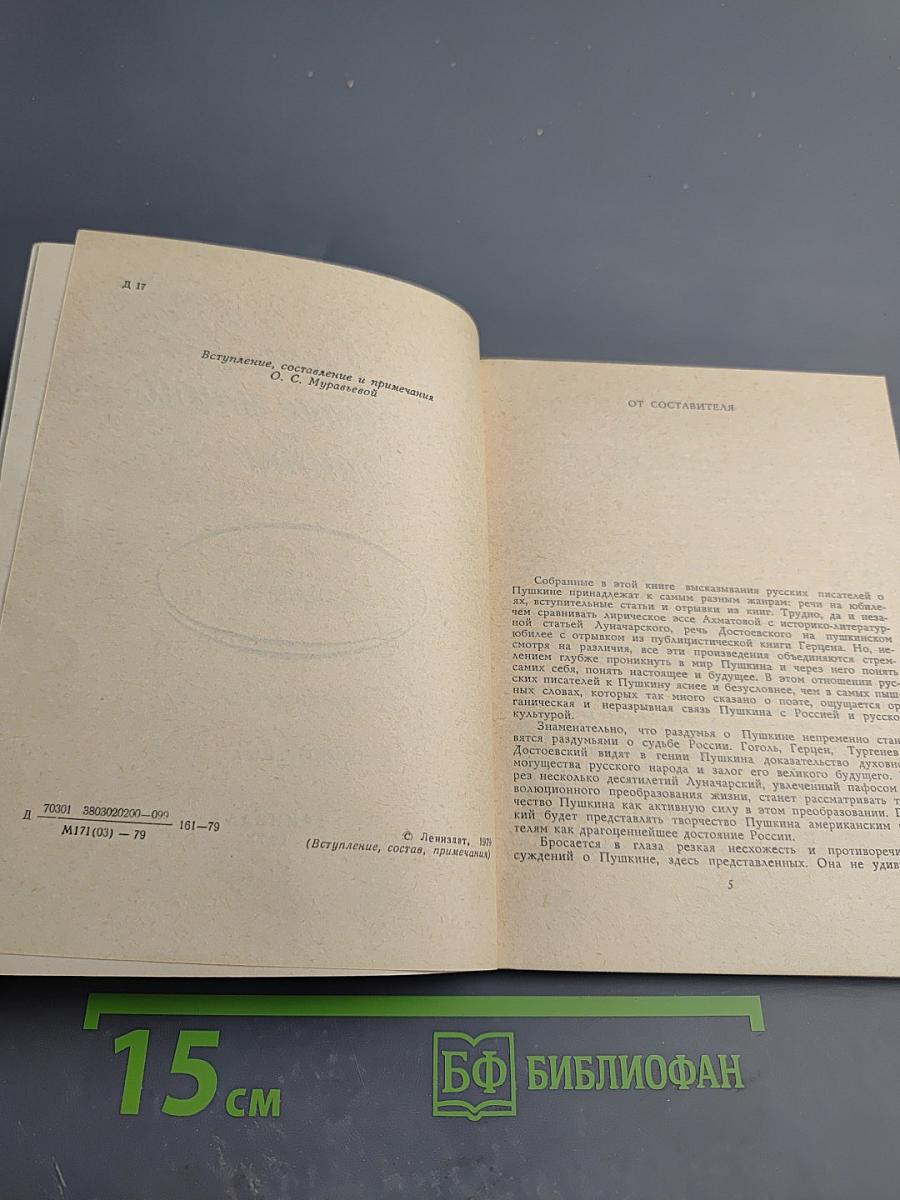 Д 17
Вступление, составление и примечания
О. С. Муравьевой
Д 70301 3803020200—099 161—79
М171(03) — 79
© Лениздат, 1979
(Вступление, состав, примечания)
ОТ СОСТАВИТЕЛЯ
Собранные в этой книге высказывания русских писателей о
Пушкине принадлежат к самым разным жанрам: речи на юбиле-
ях, вступительные статьи и отрывки из книг. Трудно, да и неза-
чем сравнивать лирическое эссе Ахматовой с историко-литератур-
ной статьей Луначарского, речь Достоевского на пушкинском
юбилее с отрывком из публицистической книги Герцена. Но, не-
смотря на различия, все эти произведения объединяются стрем-
лением глубже проникнуть в мир Пушкина и через него понять
самих себя, понять настоящее и будущее. В этом отношении рус-
ских писателей к Пушкину яснее и безусловнее, чем в самых пыш-
ных словах, которых так много сказано о поэте, ощущается ор
ганическая и неразрывная связь Пушкина с Россией и русско
культурой.
Знаменательно, что раздумья о Пушкине непременно стан
вятся раздумьями о судьбе России. Гоголь, Герцен, Тургенев
Достоевский видят в гении Пушкина доказательство духовно
могущества русского народа и залог его великого будущего.
рез несколько десятилетий Луначарский, увлеченный пафосом
волюционного преобразования жизни, станет рассматривать т
чество Пушкина как активную силу в этом преобразовании. Г
кий будет представлять творчество Пушкина американским ч
телям как драгоценнейшее достояние России.
Бросается в глаза резкая несхожесть и противоречи
суждений о Пушкине, здесь представленных. Она не удив
5
15 см
БФ БИБЛИОФАН